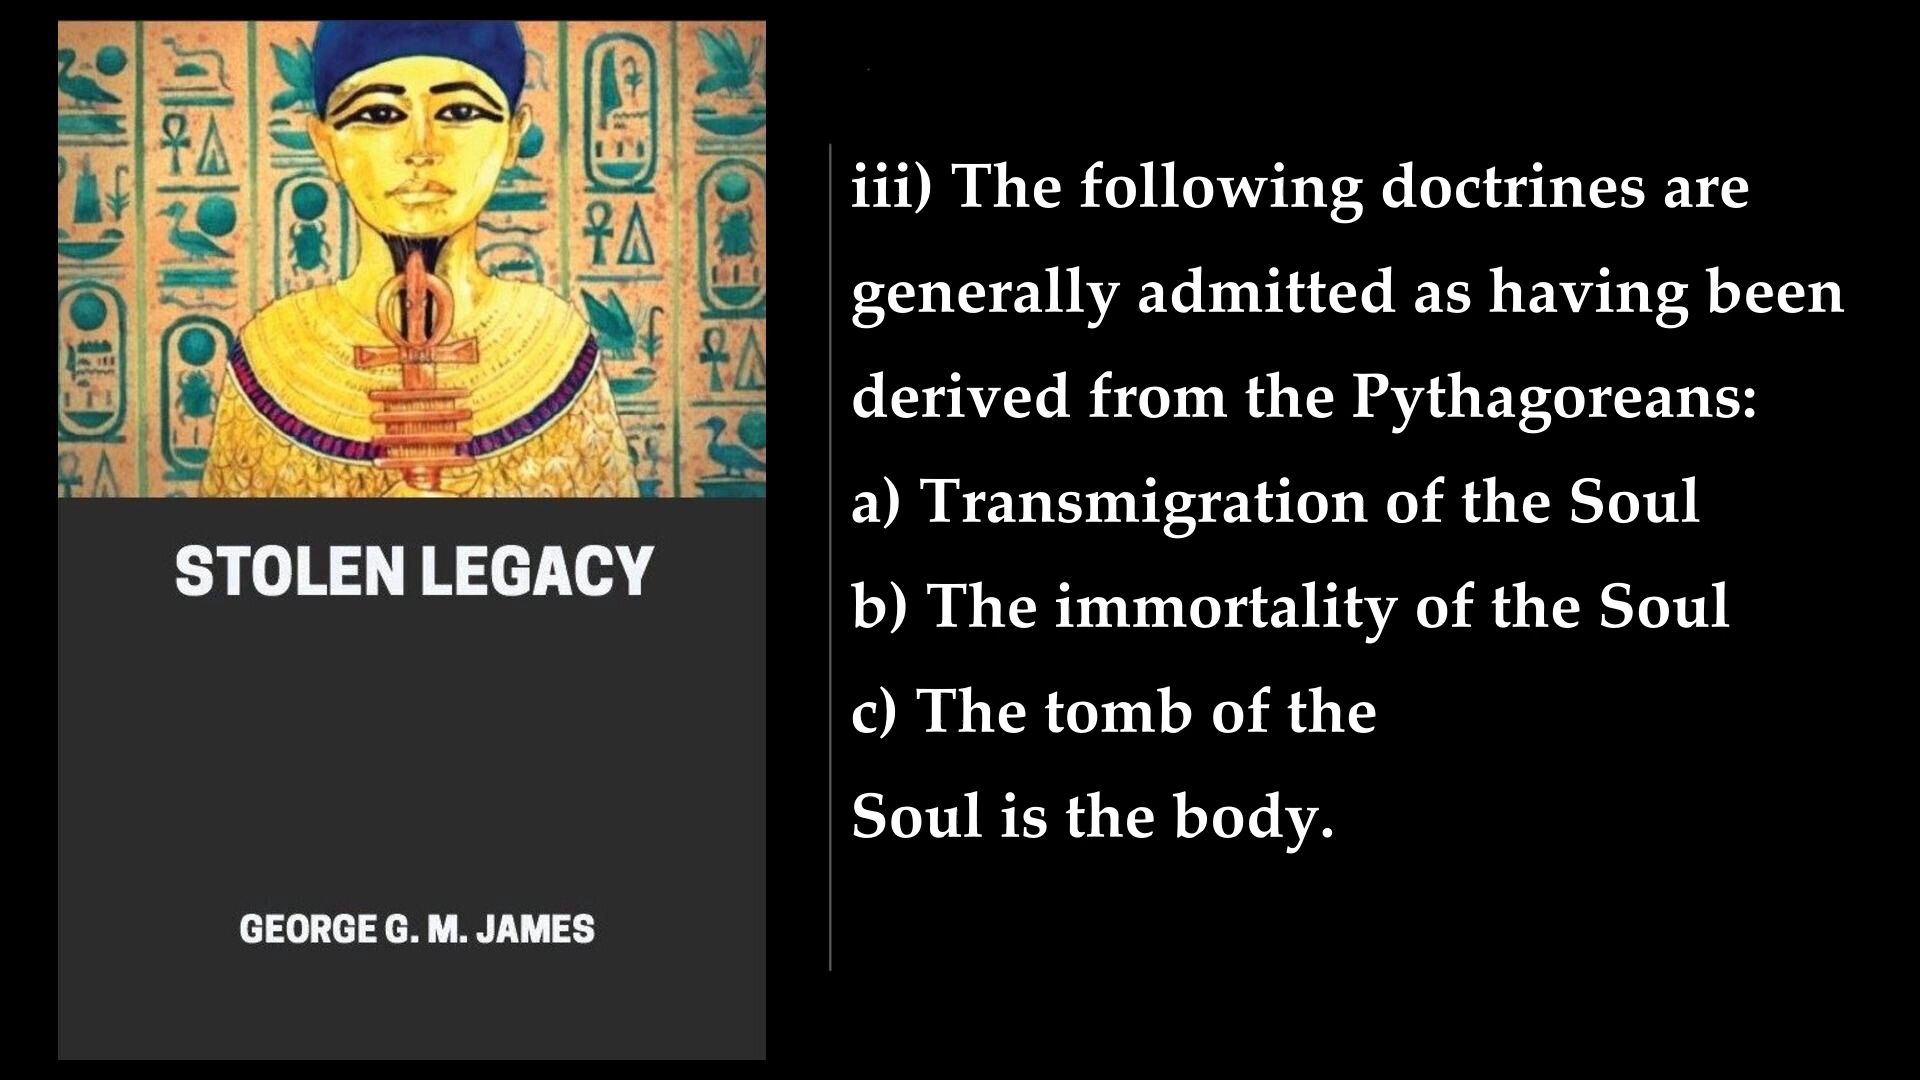 STOLEN LEGACY
GEORGE G. M. JAMES
iii) The following doctrines are
generally admitted as having been
derived from the Pythagoreans:
a) Transmigration of the Soul
b) The immortality of the Soul
c) The tomb of the
Soul is the body.